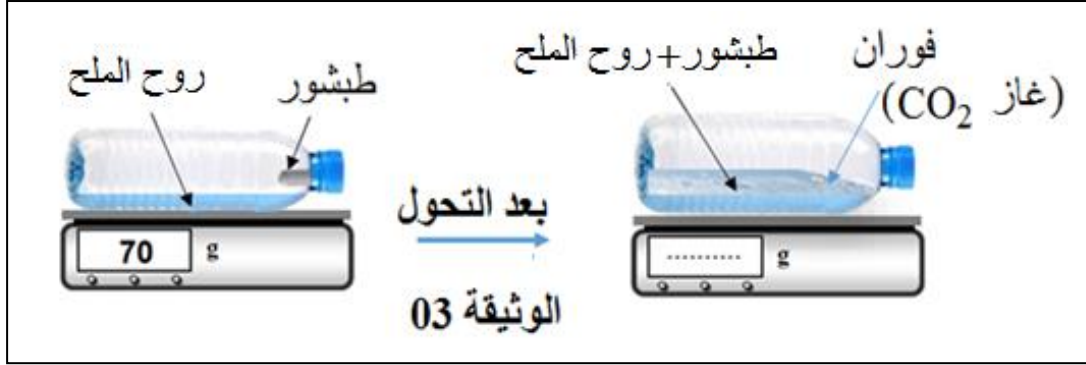 روح الملح
طبشور
70 g
بعد التحول
الوثيقة 03
طبشور+روح الملح
فوران
(غاز CO₂)
.......... g